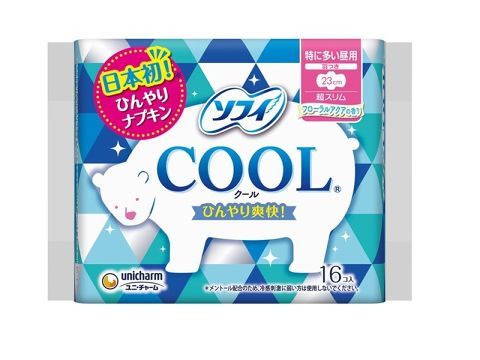 日本初!
ひんやり
ナプキン
特に多い昼用
羽つき
23cm
超スリム
フローラルアクアの香り
ソフィ
COOL®
クール
ひんやり爽快!
unicharm
ユニ・チャーム
16コ入
*メントール配合のため、冷感刺激に弱い方は使用しないでください。